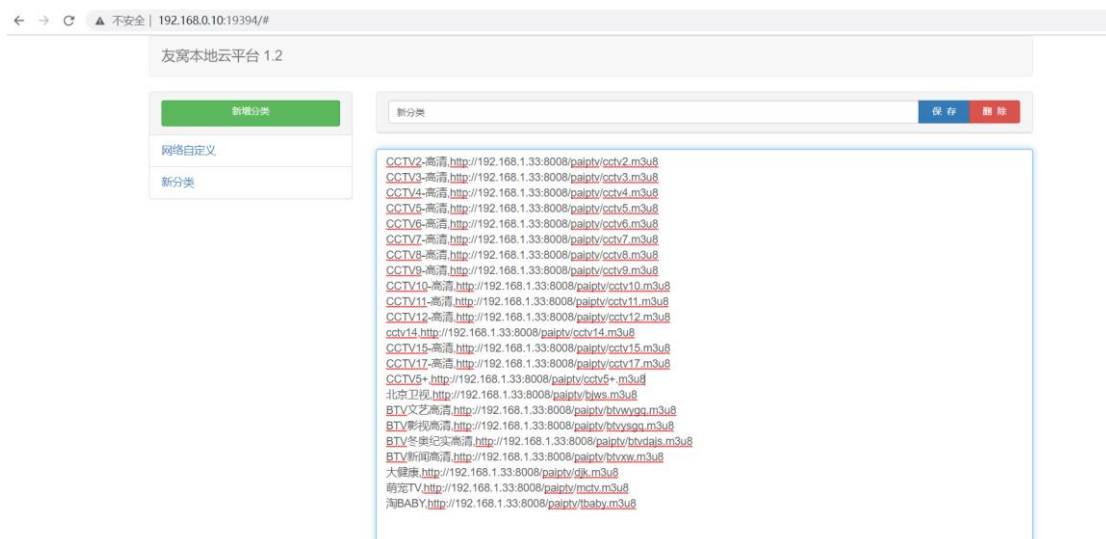 不安全 | 192.168.0.10:19394/#
友窝本地云平台 1.2
新增分类
网络自定义
新分类
新分类
保 存
删 除
CCTV2-高清,http://192.168.1.33:8008/paiptv/cctv2.m3u8
CCTV3-高清,http://192.168.1.33:8008/paiptv/cctv3.m3u8
CCTV4-高清,http://192.168.1.33:8008/paiptv/cctv4.m3u8
CCTV5-高清,http://192.168.1.33:8008/paiptv/cctv5.m3u8
CCTV6-高清,http://192.168.1.33:8008/paiptv/cctv6.m3u8
CCTV7-高清,http://192.168.1.33:8008/paiptv/cctv7.m3u8
CCTV8-高清,http://192.168.1.33:8008/paiptv/cctv8.m3u8
CCTV9-高清,http://192.168.1.33:8008/paiptv/cctv9.m3u8
CCTV10-高清,http://192.168.1.33:8008/paiptv/cctv10.m3u8
CCTV11-高清,http://192.168.1.33:8008/paiptv/cctv11.m3u8
CCTV12-高清,http://192.168.1.33:8008/paiptv/cctv12.m3u8
cctv14,http://192.168.1.33:8008/paiptv/cctv14.m3u8
CCTV15-高清,http://192.168.1.33:8008/paiptv/cctv15.m3u8
CCTV17-高清,http://192.168.1.33:8008/paiptv/cctv17.m3u8
CCTV5+,http://192.168.1.33:8008/paiptv/cctv5+.m3u8
北京卫视,http://192.168.1.33:8008/paiptv/bjws.m3u8
BTV文艺高清,http://192.168.1.33:8008/paiptv/btvwygq.m3u8
BTV影视高清,http://192.168.1.33:8008/paiptv/btvysgq.m3u8
BTV冬奥纪实高清,http://192.168.1.33:8008/paiptv/btvdajs.m3u8
BTV新闻高清,http://192.168.1.33:8008/paiptv/btvxw.m3u8
大健康,http://192.168.1.33:8008/paiptv/djk.m3u8
萌宠TV,http://192.168.1.33:8008/paiptv/mctv.m3u8
淘BABY,http://192.168.1.33:8008/paiptv/tbaby.m3u8